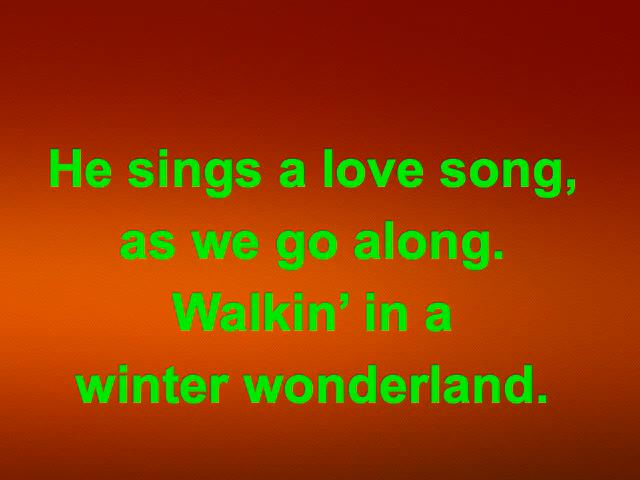 He sings a love song,
as we go along.
Walkin’ in a
winter wonderland.